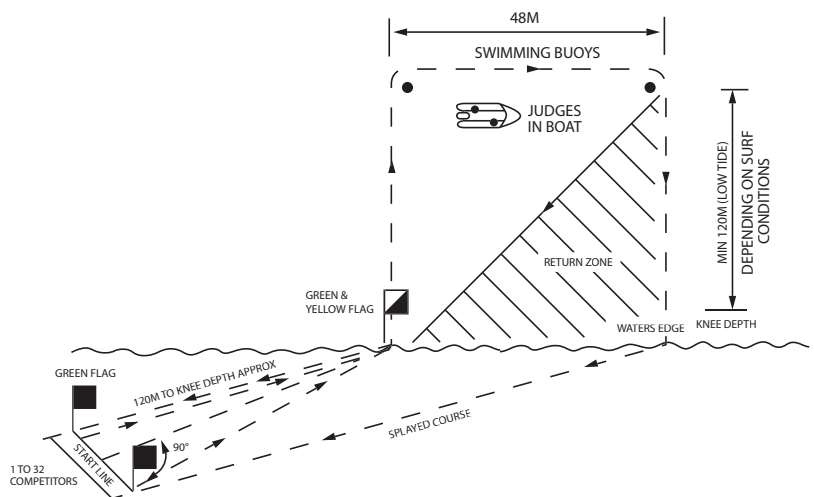 48M
SWIMMING BUOYS
JUDGES
IN BOAT
MIN 120M (LOW TIDE)
DEPENDING ON SURF
CONDITIONS
RETURN ZONE
GREEN &
YELLOW FLAG
WATERS EDGE
KNEE DEPTH
GREEN FLAG
120M TO KNEE DEPTH APPROX
SPLAYED COURSE
90°
START LINE
1 TO 32
COMPETITORS